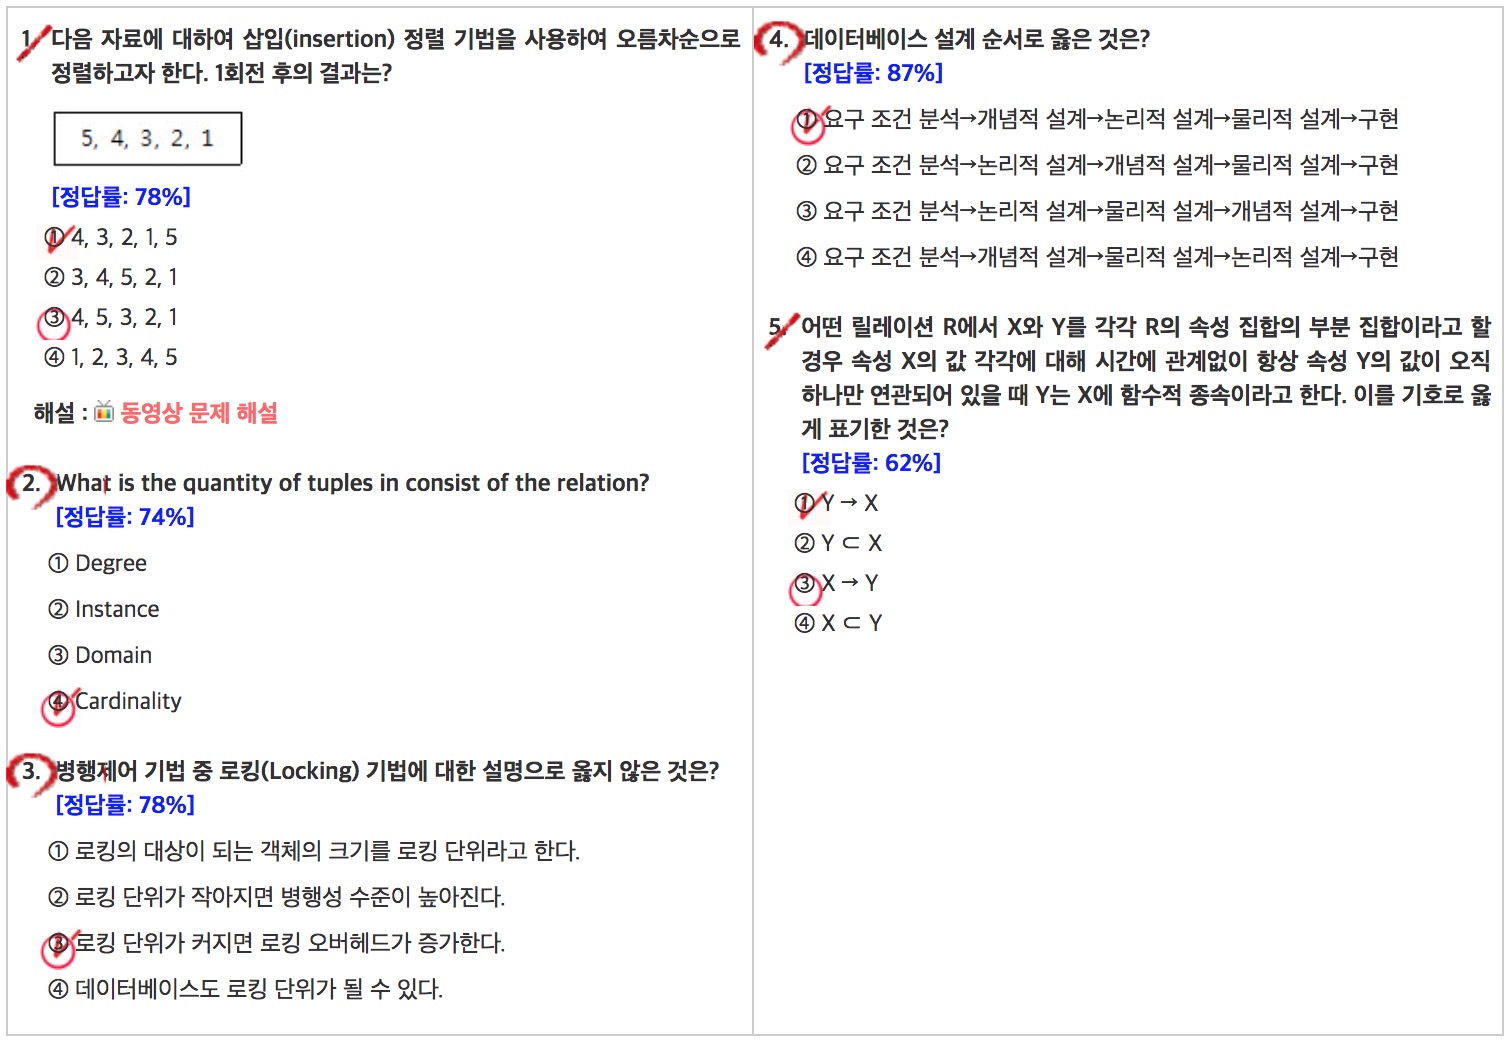 1. 다음 자료에 대하여 삽입(insertion) 정렬 기법을 사용하여 오름차순으로
정렬하고자 한다. 1회전 후의 결과는?
5, 4, 3, 2, 1
[정답률: 78%]
① 4, 3, 2, 1, 5
② 3, 4, 5, 2, 1
③ 4, 5, 3, 2, 1
④ 1, 2, 3, 4, 5
해설 : 동영상 문제 해설
2. What is the quantity of tuples in consist of the relation?
[정답률: 74%]
① Degree
② Instance
③ Domain
④ Cardinality
3. 병행제어 기법 중 로킹(Locking) 기법에 대한 설명으로 옳지 않은 것은?
[정답률: 78%]
① 로킹의 대상이 되는 객체의 크기를 로킹 단위라고 한다.
② 로킹 단위가 작아지면 병행성 수준이 높아진다.
③ 로킹 단위가 커지면 로킹 오버헤드가 증가한다.
④ 데이터베이스도 로킹 단위가 될 수 있다.
4. 데이터베이스 설계 순서로 옳은 것은?
[정답률: 87%]
① 요구 조건 분석→개념적 설계→논리적 설계→물리적 설계→구현
② 요구 조건 분석→논리적 설계→개념적 설계→물리적 설계→구현
③ 요구 조건 분석→논리적 설계→물리적 설계→개념적 설계→구현
④ 요구 조건 분석→개념적 설계→물리적 설계→논리적 설계→구현
5. 어떤 릴레이션 R에서 X와 Y를 각각 R의 속성 집합의 부분 집합이라고 할
경우 속성 X의 값 각각에 대해 시간에 관계없이 항상 속성 Y의 값이 오직
하나만 연관되어 있을 때 Y는 X에 함수적 종속이라고 한다. 이를 기호로 옳
게 표기한 것은?
[정답률: 62%]
① Y → X
② Y ⊂ X
③ X → Y
④ X ⊂ Y